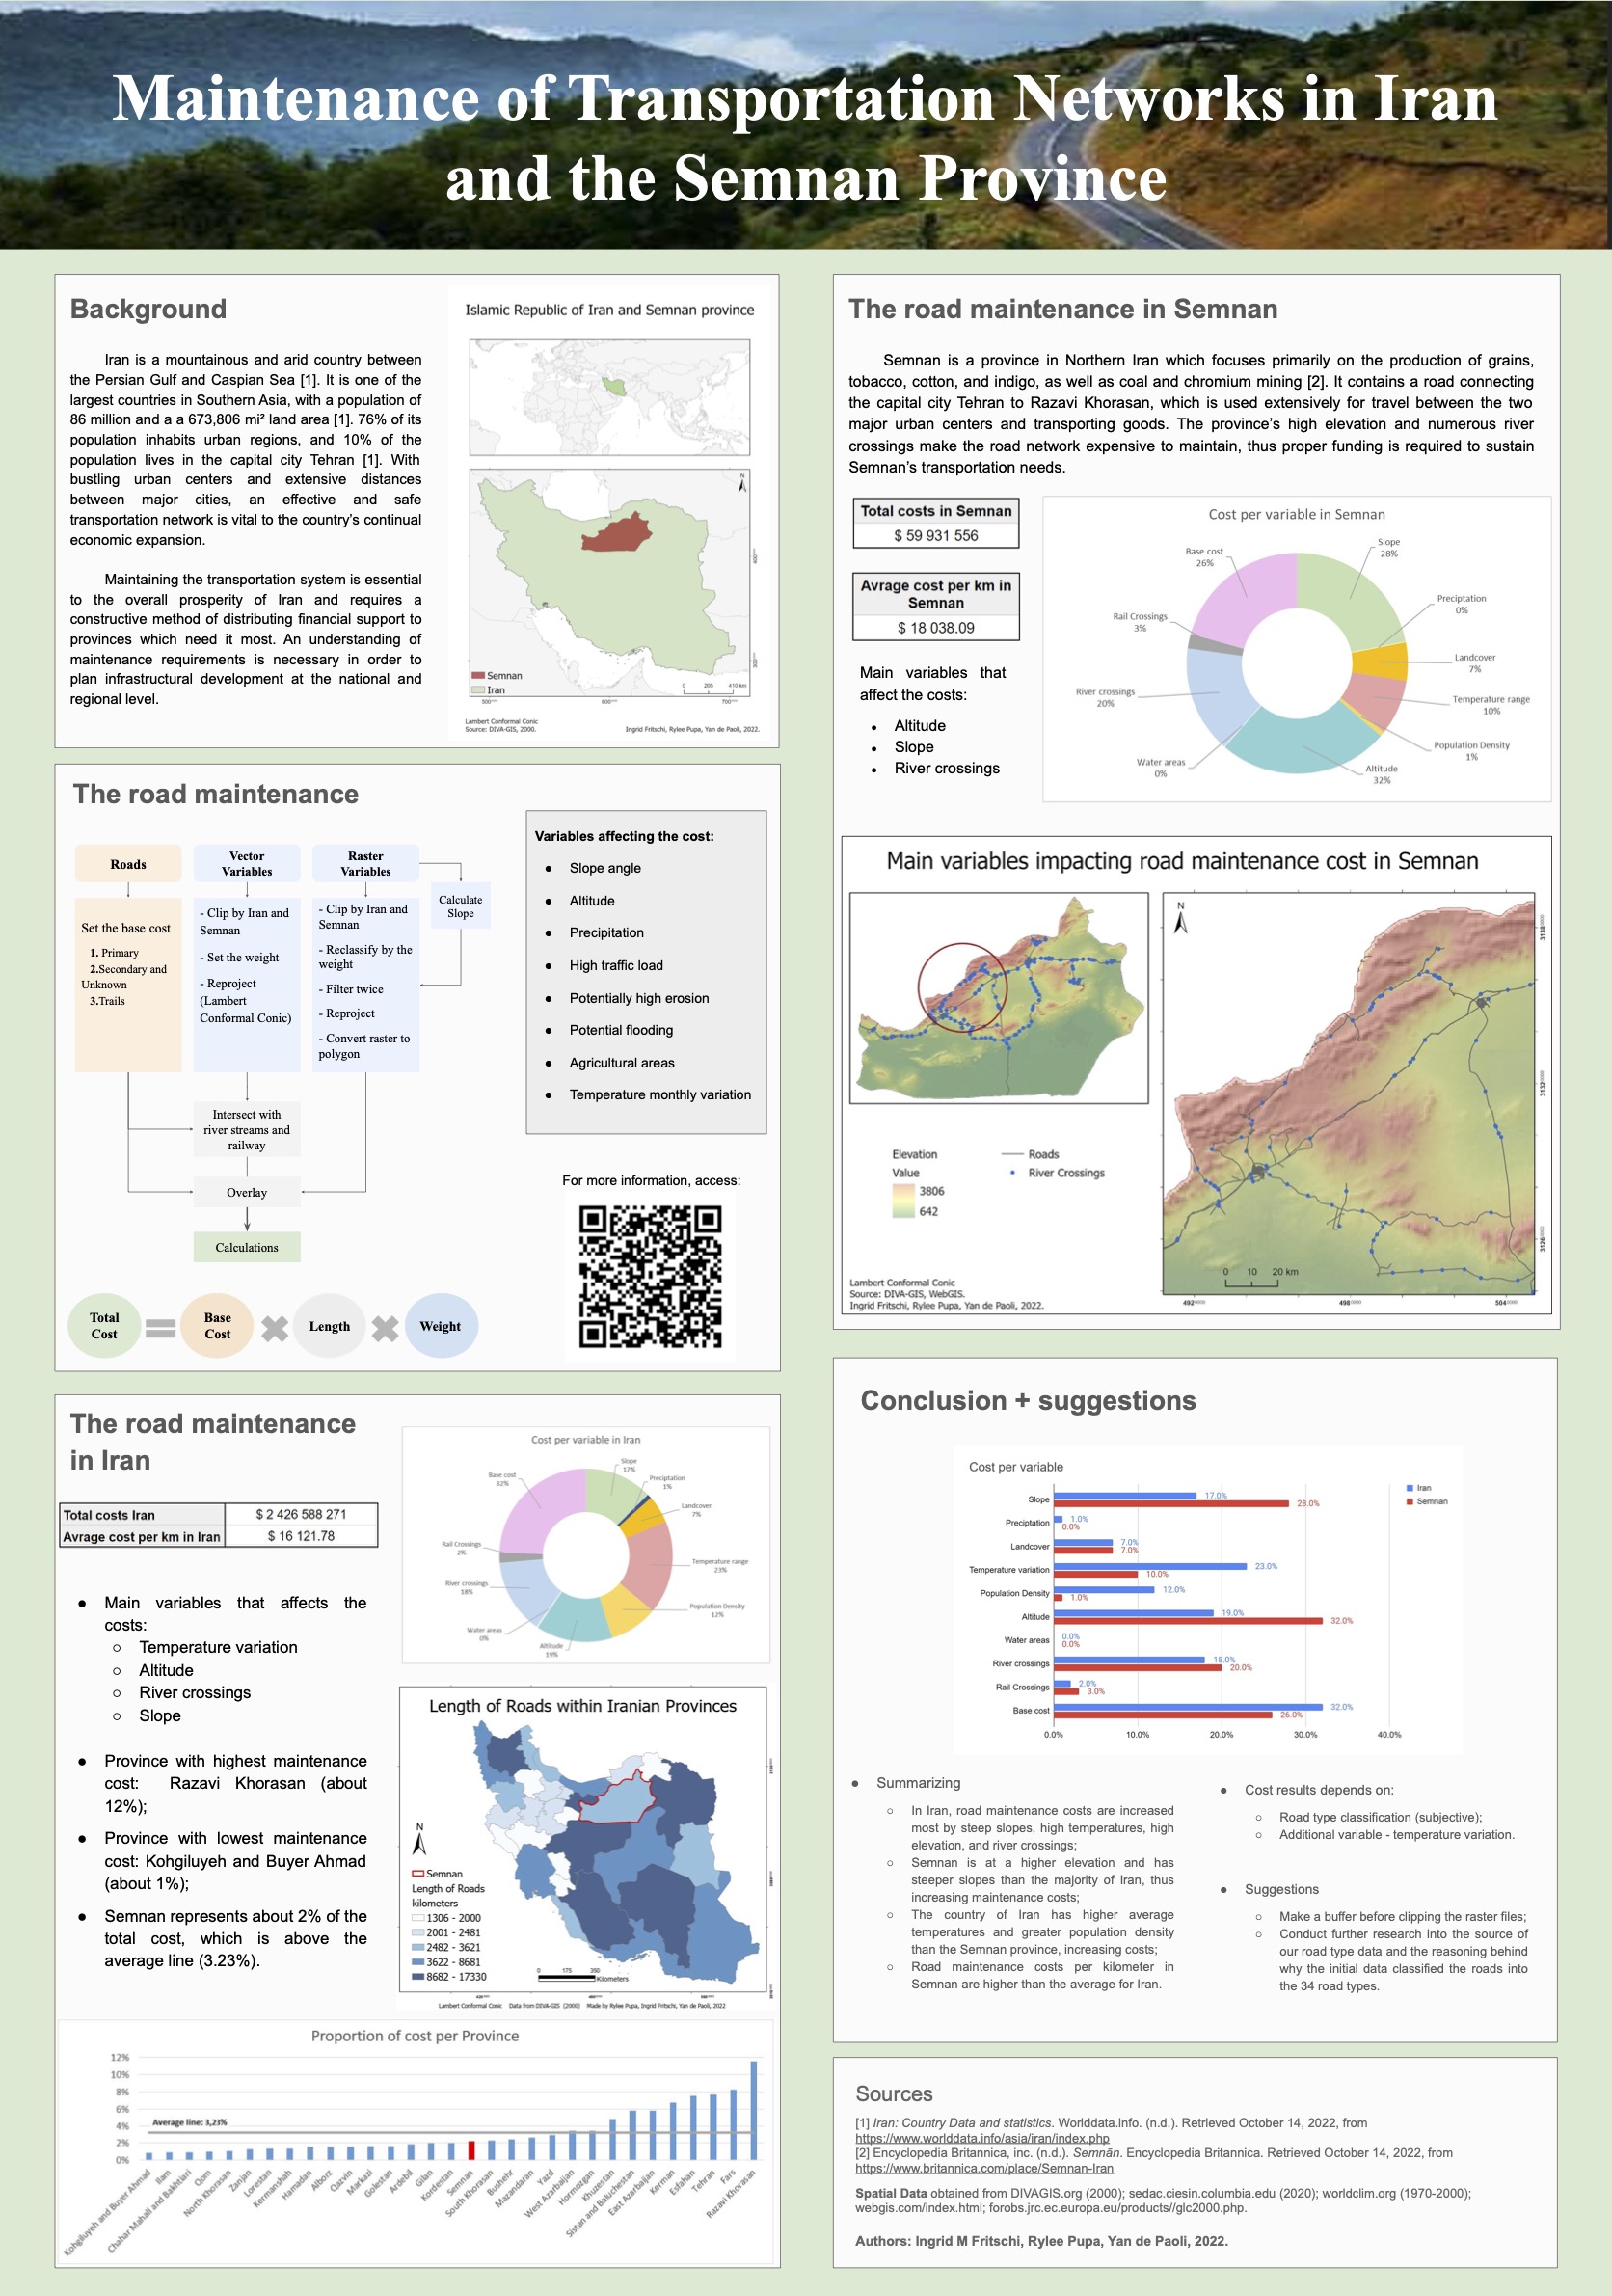 Maintenance of Transportation Networks in Iran
and the Semnan Province
Background
Iran is a mountainous and arid country between
the Persian Gulf and Caspian Sea [1]. It is one of the
largest countries in Southern Asia, with a population of
86 million and a a 673,806 mi² land area [1]. 76% of its
population inhabits urban regions, and 10% of the
population lives in the capital city Tehran [1]. With
bustling urban centers and extensive distances
between major cities, an effective and safe
transportation network is vital to the country's continual
economic expansion.
Maintaining the transportation system is essential
to the overall prosperity of Iran and requires a
constructive method of distributing financial support to
provinces which need it most. An understanding of
maintenance requirements is necessary in order to
plan infrastructural development at the national and
regional level.
Islamic Republic of Iran and Semnan province
N
Semnan
Iran
0 205 410 km
Lambert Conformal Conic
Source: DIVA-GIS, 2000.
Ingrid Fritschi, Rylee Pupa, Yan de Paoli, 2022.
The road maintenance
Roads
Vector
Variables
Raster
Variables
Calculate
Slope
Set the base cost
1. Primary
2.Secondary and
Unknown
3.Trails
- Clip by Iran and
Semnan
- Set the weight
- Reproject
(Lambert
Conformal Conic)
- Clip by Iran and
Semnan
- Reclassify by the
weight
- Filter twice
- Reproject
- Convert raster to
polygon
Intersect with
river streams and
railway
Overlay
Calculations
Total
Cost
Base
Cost
Length
Weight
Variables affecting the cost:
● Slope angle
● Altitude
● Precipitation
● High traffic load
● Potentially high erosion
● Potential flooding
● Agricultural areas
● Temperature monthly variation
For more information, access:
The road maintenance
in Iran
Total costs Iran $ 2 426 588 271
Avrage cost per km in Iran $ 16 121.78
● Main variables that affects the
costs:
○ Temperature variation
○ Altitude
○ River crossings
○ Slope
● Province with highest maintenance
cost: Razavi Khorasan (about
12%);
● Province with lowest maintenance
cost: Kohgiluyeh and Buyer Ahmad
(about 1%);
● Semnan represents about 2% of the
total cost, which is above the
average line (3.23%).
Cost per variable in Iran
Slope
17%
Preciptation
1%
Landcover
7%
Temperature range
23%
Population Density
12%
Altitude
19%
Water areas
0%
River crossings
18%
Rail Crossings
2%
Base cost
32%
Length of Roads within Iranian Provinces
N
Semnan
Length of Roads
kilometers
1306 - 2000
2001 - 2481
2482 - 3621
3622 - 8681
8682 - 17330
0 175 350
Kilometers
Lambert Conformal Conic Data from DIVA-GIS (2000) Made by Rylee Pupa, Ingrid Fritschi, Yan de Paoli, 2022
Proportion of cost per Province
12%
10%
8%
6%
4%
2%
0%
Average line: 3,23%
Kohgiluyeh and Buyer Ahmad
Ilam
Chahar Mahall and Bakhtiari
Qom
North Khorasan
Zanjan
Lorestan
Kermanshah
Hamadan
Alborz
Qazvin
Markazi
Golestan
Ardebil
Gilan
Kordestan
Semnan
South Khorasan
Bushehr
Mazandaran
Yazd
West Azarbaijan
Hormozgan
Khuzestan
Sistan and Baluchestan
East Azarbaijan
Kerman
Esfahan
Tehran
Fars
Razavi Khorasan
The road maintenance in Semnan
Semnan is a province in Northern Iran which focuses primarily on the production of grains,
tobacco, cotton, and indigo, as well as coal and chromium mining [2]. It contains a road connecting
the capital city Tehran to Razavi Khorasan, which is used extensively for travel between the two
major urban centers and transporting goods. The province's high elevation and numerous river
crossings make the road network expensive to maintain, thus proper funding is required to sustain
Semnan's transportation needs.
Total costs in Semnan
$ 59 931 556
Avrage cost per km in
Semnan
$ 18 038.09
Main variables that
affect the costs:
● Altitude
● Slope
● River crossings
Cost per variable in Semnan
Slope
28%
Preciptation
0%
Landcover
7%
Temperature range
10%
Population Density
1%
Altitude
32%
Water areas
0%
River crossings
20%
Rail Crossings
3%
Base cost
26%
Main variables impacting road maintenance cost in Semnan
N
Elevation
Value
3806
642
Roads
River Crossings
0 10 20 km
Lambert Conformal Conic
Source: DIVA-GIS, WebGIS.
Ingrid Fritschi, Rylee Pupa, Yan de Paoli, 2022.
Conclusion + suggestions
Cost per variable
Iran
Semnan
Slope 17.0% 28.0%
Preciptation 1.0% 0.0%
Landcover 7.0% 7.0%
Temperature variation 23.0% 10.0%
Population Density 12.0% 1.0%
Altitude 19.0% 32.0%
Water areas 0.0% 0.0%
River crossings 18.0% 20.0%
Rail Crossings 2.0% 3.0%
Base cost 32.0% 26.0%
0.0% 10.0% 20.0% 30.0% 40.0%
● Summarizing
○ In Iran, road maintenance costs are increased
most by steep slopes, high temperatures, high
elevation, and river crossings;
○ Semnan is at a higher elevation and has
steeper slopes than the majority of Iran, thus
increasing maintenance costs;
○ The country of Iran has higher average
temperatures and greater population density
than the Semnan province, increasing costs;
○ Road maintenance costs per kilometer in
Semnan are higher than the average for Iran.
● Cost results depends on:
○ Road type classification (subjective);
○ Additional variable - temperature variation.
● Suggestions
○ Make a buffer before clipping the raster files;
○ Conduct further research into the source of
our road type data and the reasoning behind
why the initial data classified the roads into
the 34 road types.
Sources
[1] Iran: Country Data and statistics. Worlddata.info. (n.d.). Retrieved October 14, 2022, from
https://www.worlddata.info/asia/iran/index.php
[2] Encyclopedia Britannica, inc. (n.d.). Semnān. Encyclopedia Britannica. Retrieved October 14, 2022, from
https://www.britannica.com/place/Semnan-Iran
Spatial Data obtained from DIVAGIS.org (2000); sedac.ciesin.columbia.edu (2020); worldclim.org (1970-2000);
webgis.com/index.html; forobs.jrc.ec.europa.eu/products//glc2000.php.
Authors: Ingrid M Fritschi, Rylee Pupa, Yan de Paoli, 2022.